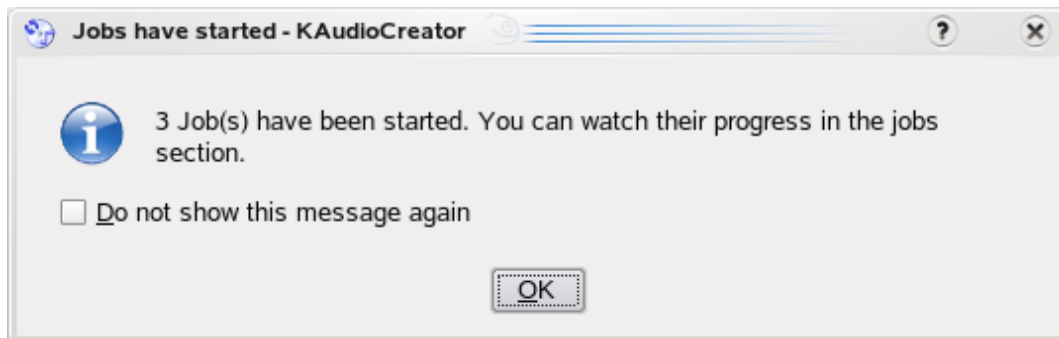 Jobs have started - KAudioCreator
3 Job(s) have been started. You can watch their progress in the jobs
section.
Do not show this message again
OK